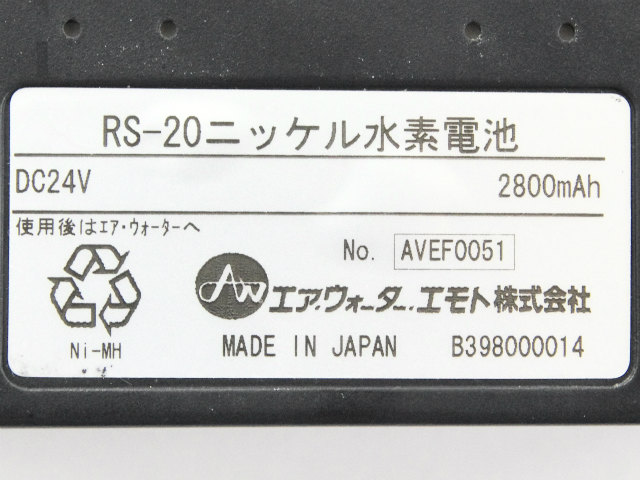 RS-20ニッケル水素電池
DC24V 2800mAh
使用後はエア・ウォーターへ
No. AVEF0051
AW エア.ウォーター.エモト株式会社
Ni-MH MADE IN JAPAN B398000014